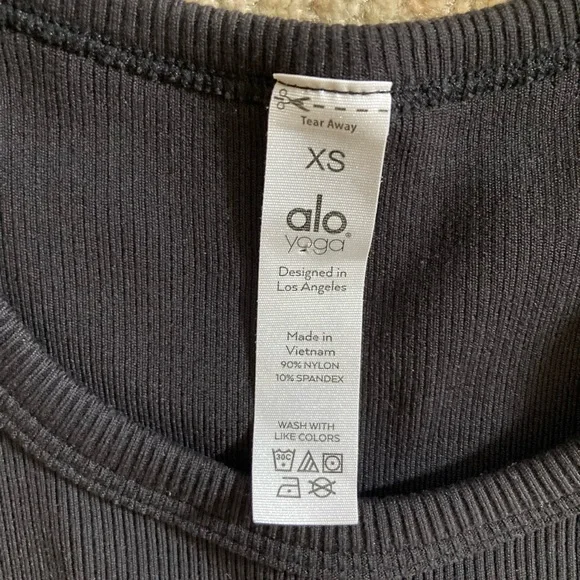 alo
Tear Away
XS
alo
yoga®
Designed in
Los Angeles
Made in
Vietnam
90% NYLON
10% SPANDEX
WASH WITH
LIKE COLORS
30C